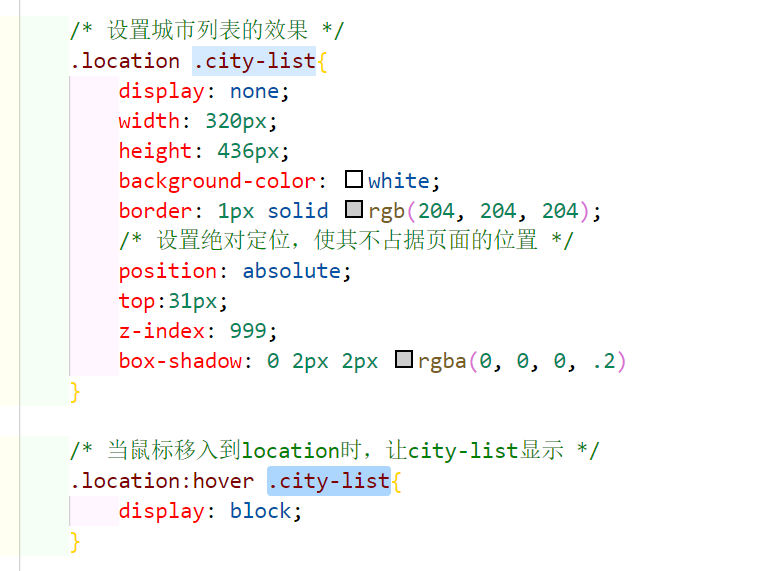 /* 设置城市列表的效果 */
.location .city-list{
display: none;
width: 320px;
height: 436px;
background-color: white;
border: 1px solid rgb(204, 204, 204);
/* 设置绝对定位，使其不占据页面的位置 */
position: absolute;
top:31px;
z-index: 999;
box-shadow: 0 2px 2px rgba(0, 0, 0, .2)
}
/* 当鼠标移入到location时，让city-list显示 */
.location:hover .city-list{
display: block;
}